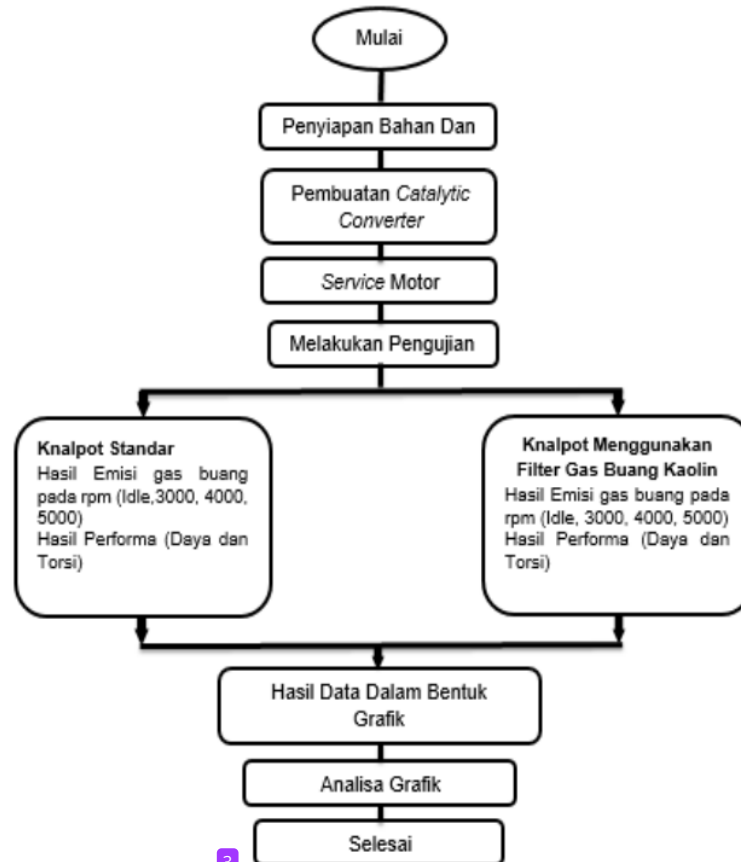 Mulai
Penyiapan Bahan Dan
Pembuatan Catalytic
Converter
Service Motor
Melakukan Pengujian
Knalpot Standar
Hasil Emisi gas buang
pada rpm (Idle,3000, 4000,
5000)
Hasil Performa (Daya dan
Torsi)
Knalpot Menggunakan
Filter Gas Buang Kaolin
Hasil Emisi gas buang pada
rpm (Idle, 3000, 4000, 5000)
Hasil Performa (Daya dan
Torsi)
Hasil Data Dalam Bentuk
Grafik
Analisa Grafik
Selesai